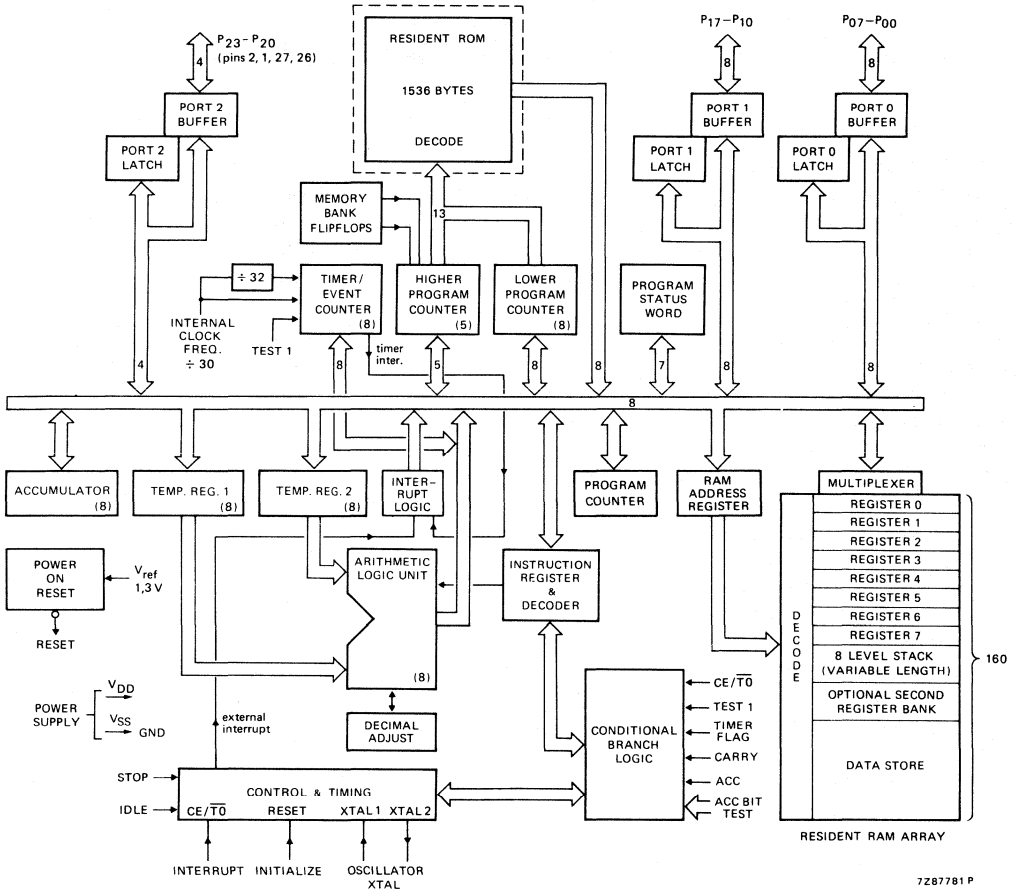 P23–P20
(pins 2, 1, 27, 26)
4
PORT 2
BUFFER
PORT 2
LATCH
4
RESIDENT ROM
1536 BYTES
DECODE
13
MEMORY
BANK
FLIPFLOPS
P17–P10
8
PORT 1
BUFFER
PORT 1
LATCH
8
P07–P00
8
PORT 0
BUFFER
PORT 0
LATCH
8
÷ 32
INTERNAL
CLOCK
FREQ.
÷ 30
TEST 1
TIMER/
EVENT
COUNTER
(8)
8
timer
inter.
HIGHER
PROGRAM
COUNTER
(5)
5
LOWER
PROGRAM
COUNTER
(8)
8
8
PROGRAM
STATUS
WORD
7
8
ACCUMULATOR
(8)
TEMP. REG. 1
(8)
TEMP. REG. 2
(8)
INTER–
RUPT
LOGIC
PROGRAM
COUNTER
RAM
ADDRESS
REGISTER
MULTIPLEXER
POWER
ON
RESET
Vref
1,3 V
RESET
ARITHMETIC
LOGIC UNIT
(8)
INSTRUCTION
REGISTER
&
DECODER
DECODE
REGISTER 0
REGISTER 1
REGISTER 2
REGISTER 3
REGISTER 4
REGISTER 5
REGISTER 6
REGISTER 7
8 LEVEL STACK
(VARIABLE LENGTH)
OPTIONAL SECOND
REGISTER BANK
DATA STORE
160
RESIDENT RAM ARRAY
POWER
SUPPLY
VDD
VSS
GND
external
interrupt
DECIMAL
ADJUST
CONDITIONAL
BRANCH
LOGIC
CE/T0
TEST 1
TIMER
FLAG
CARRY
ACC
ACC BIT
TEST
STOP
IDLE
CONTROL & TIMING
CE/T0 RESET XTAL1 XTAL2
INTERRUPT INITIALIZE OSCILLATOR
XTAL
7Z87781 P